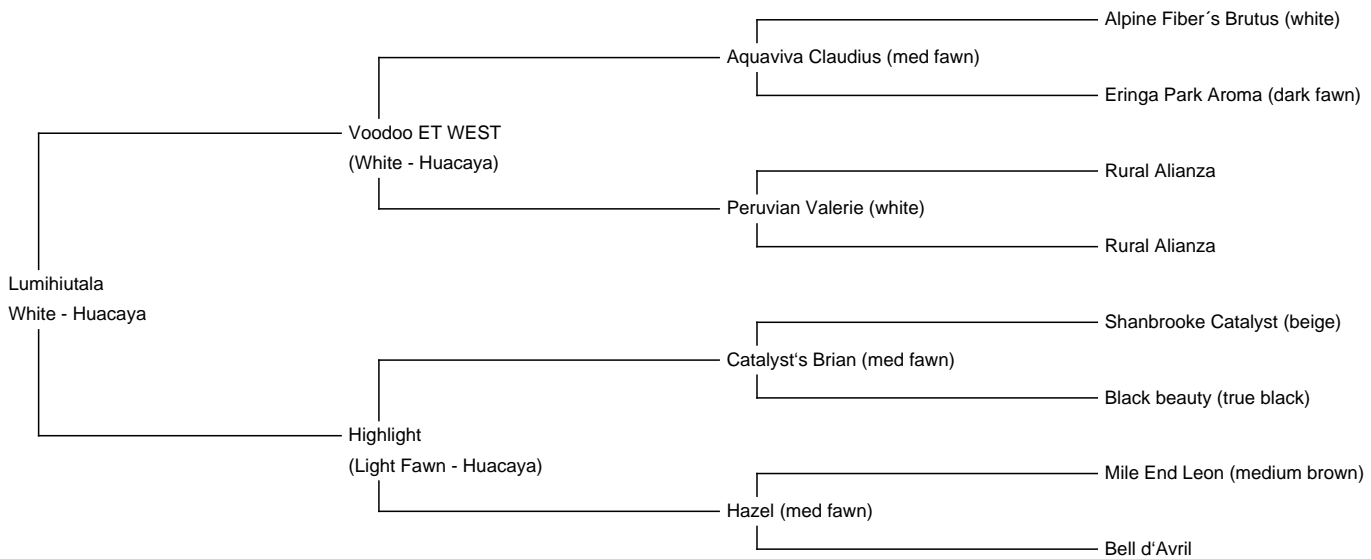 Alpine Fiber´s Brutus (white)
Aquaviva Claudius (med fawn)
Eringa Park Aroma (dark fawn)
Voodoo ET WEST
(White - Huacaya)
Rural Alianza
Peruvian Valerie (white)
Rural Alianza
Lumihiutala
White - Huacaya
Shanbrooke Catalyst (beige)
Catalyst‘s Brian (med fawn)
Black beauty (true black)
Highlight
(Light Fawn - Huacaya)
Mile End Leon (medium brown)
Hazel (med fawn)
Bell d‘Avril